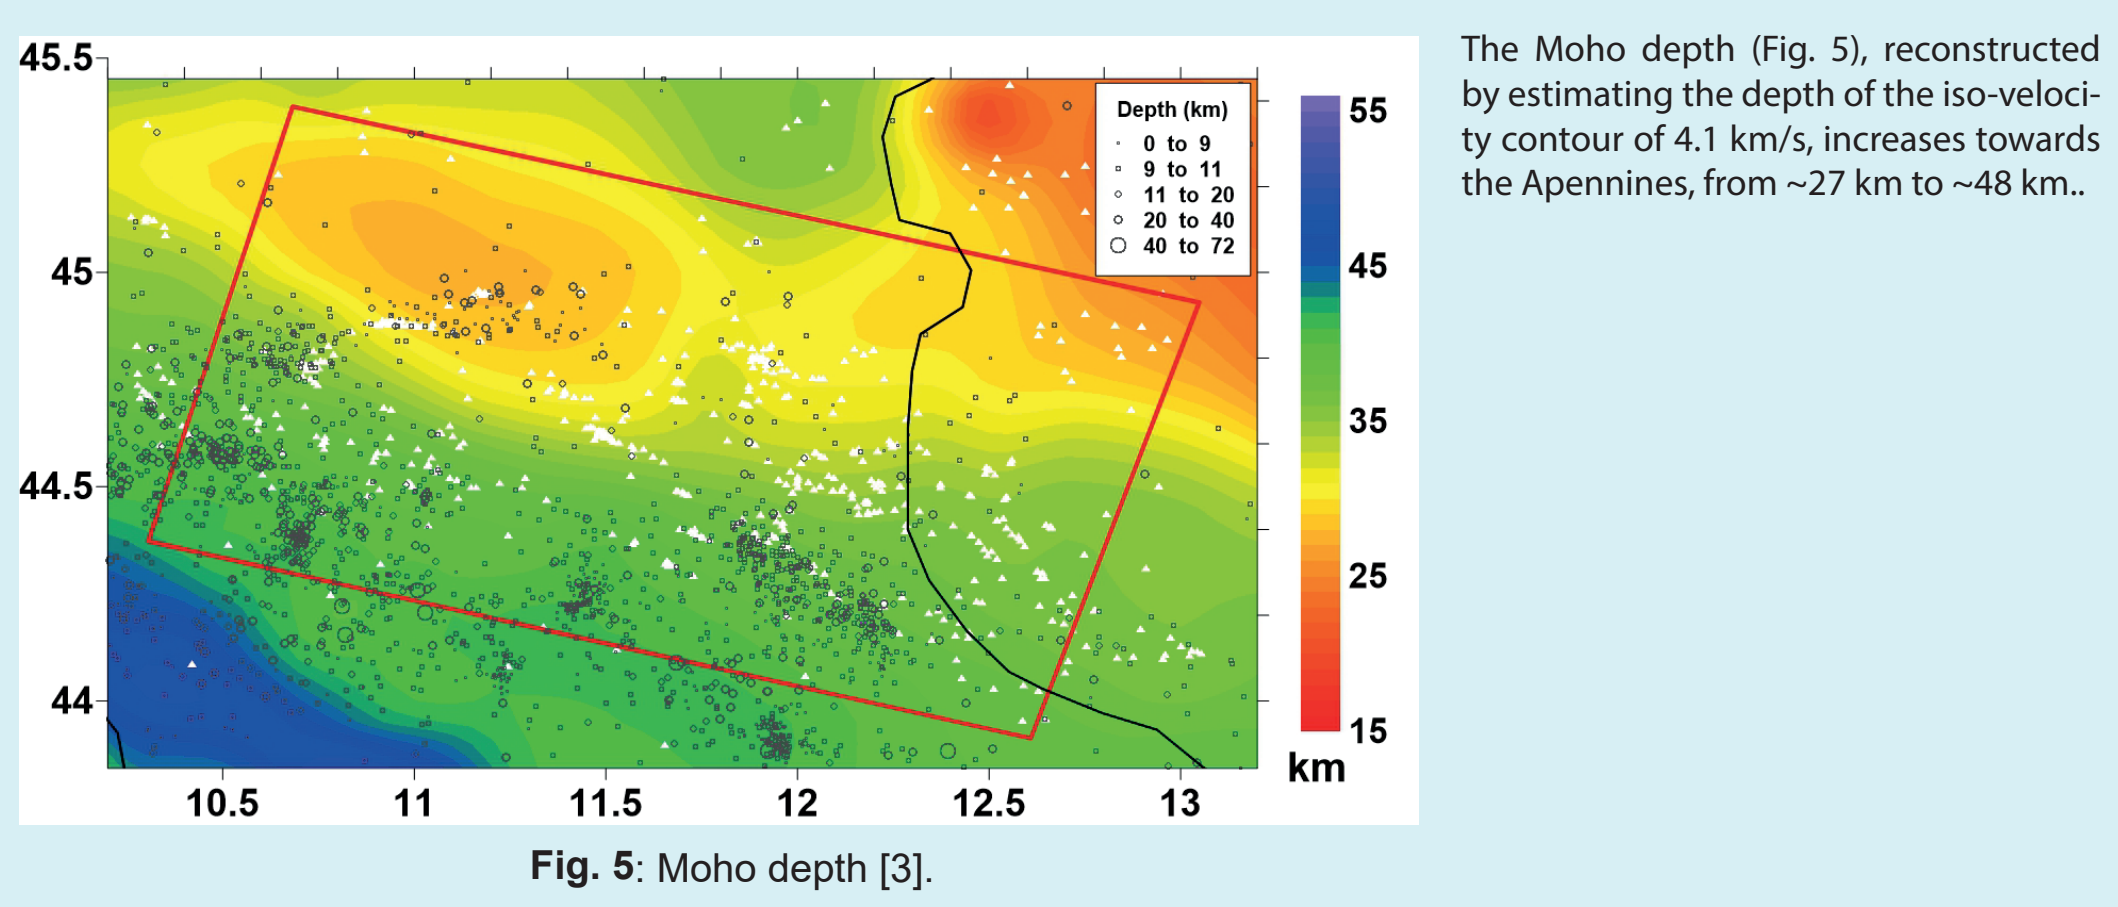 The Moho depth (Fig. 5), reconstructed
by estimating the depth of the iso-veloci-
ty contour of 4.1 km/s, increases towards
the Apennines, from ~27 km to ~48 km..
45.5
45
44.5
44
10.5
11
11.5
12
12.5
13
Depth (km)
0 to 9
9 to 11
11 to 20
20 to 40
40 to 72
55
45
35
25
15
km
Fig. 5: Moho depth [3].